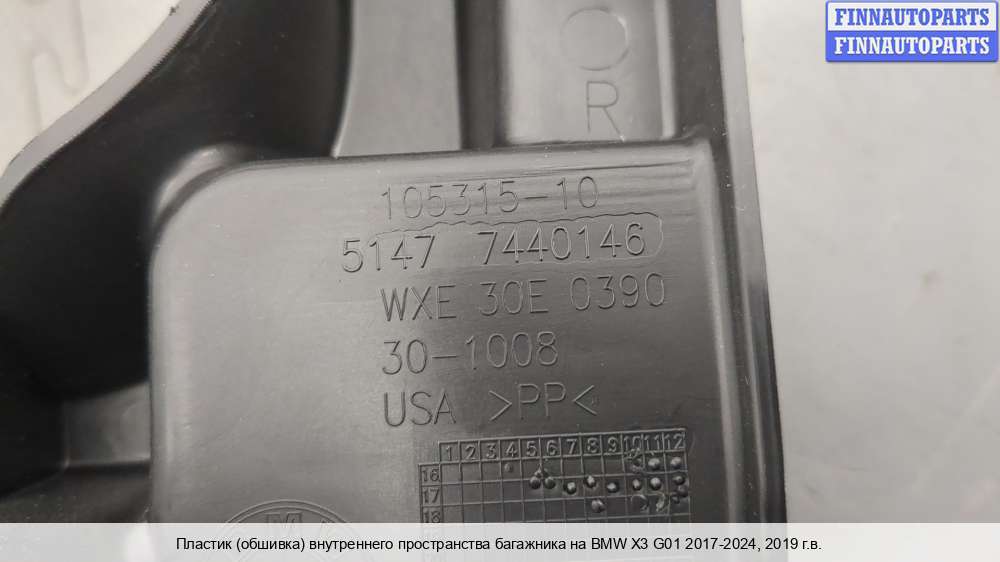 FINNAUTOPARTS
FINNAUTOPARTS
R
105315-10
5147 7440146
WXE 30E 0390
30-1008
USA >PP<
1 2 3 4 5 6 7 8 9 10 11 12
16
17
18
Пластик (обшивка) внутреннего пространства багажника на BMW X3 G01 2017-2024, 2019 г.в.